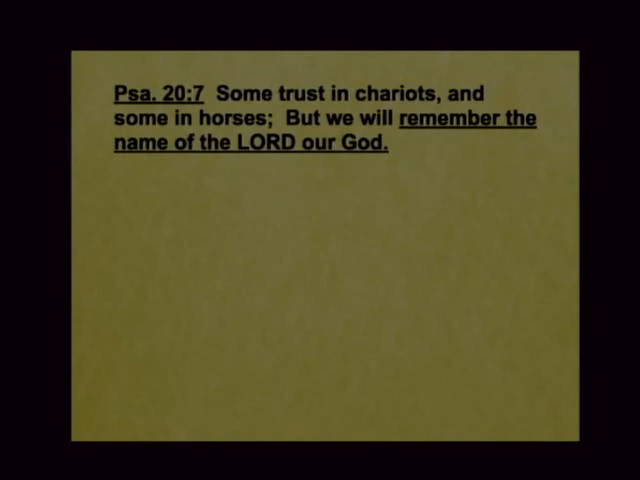 Psa. 20:7  Some trust in chariots, and
some in horses;  But we will remember the
name of the LORD our God.